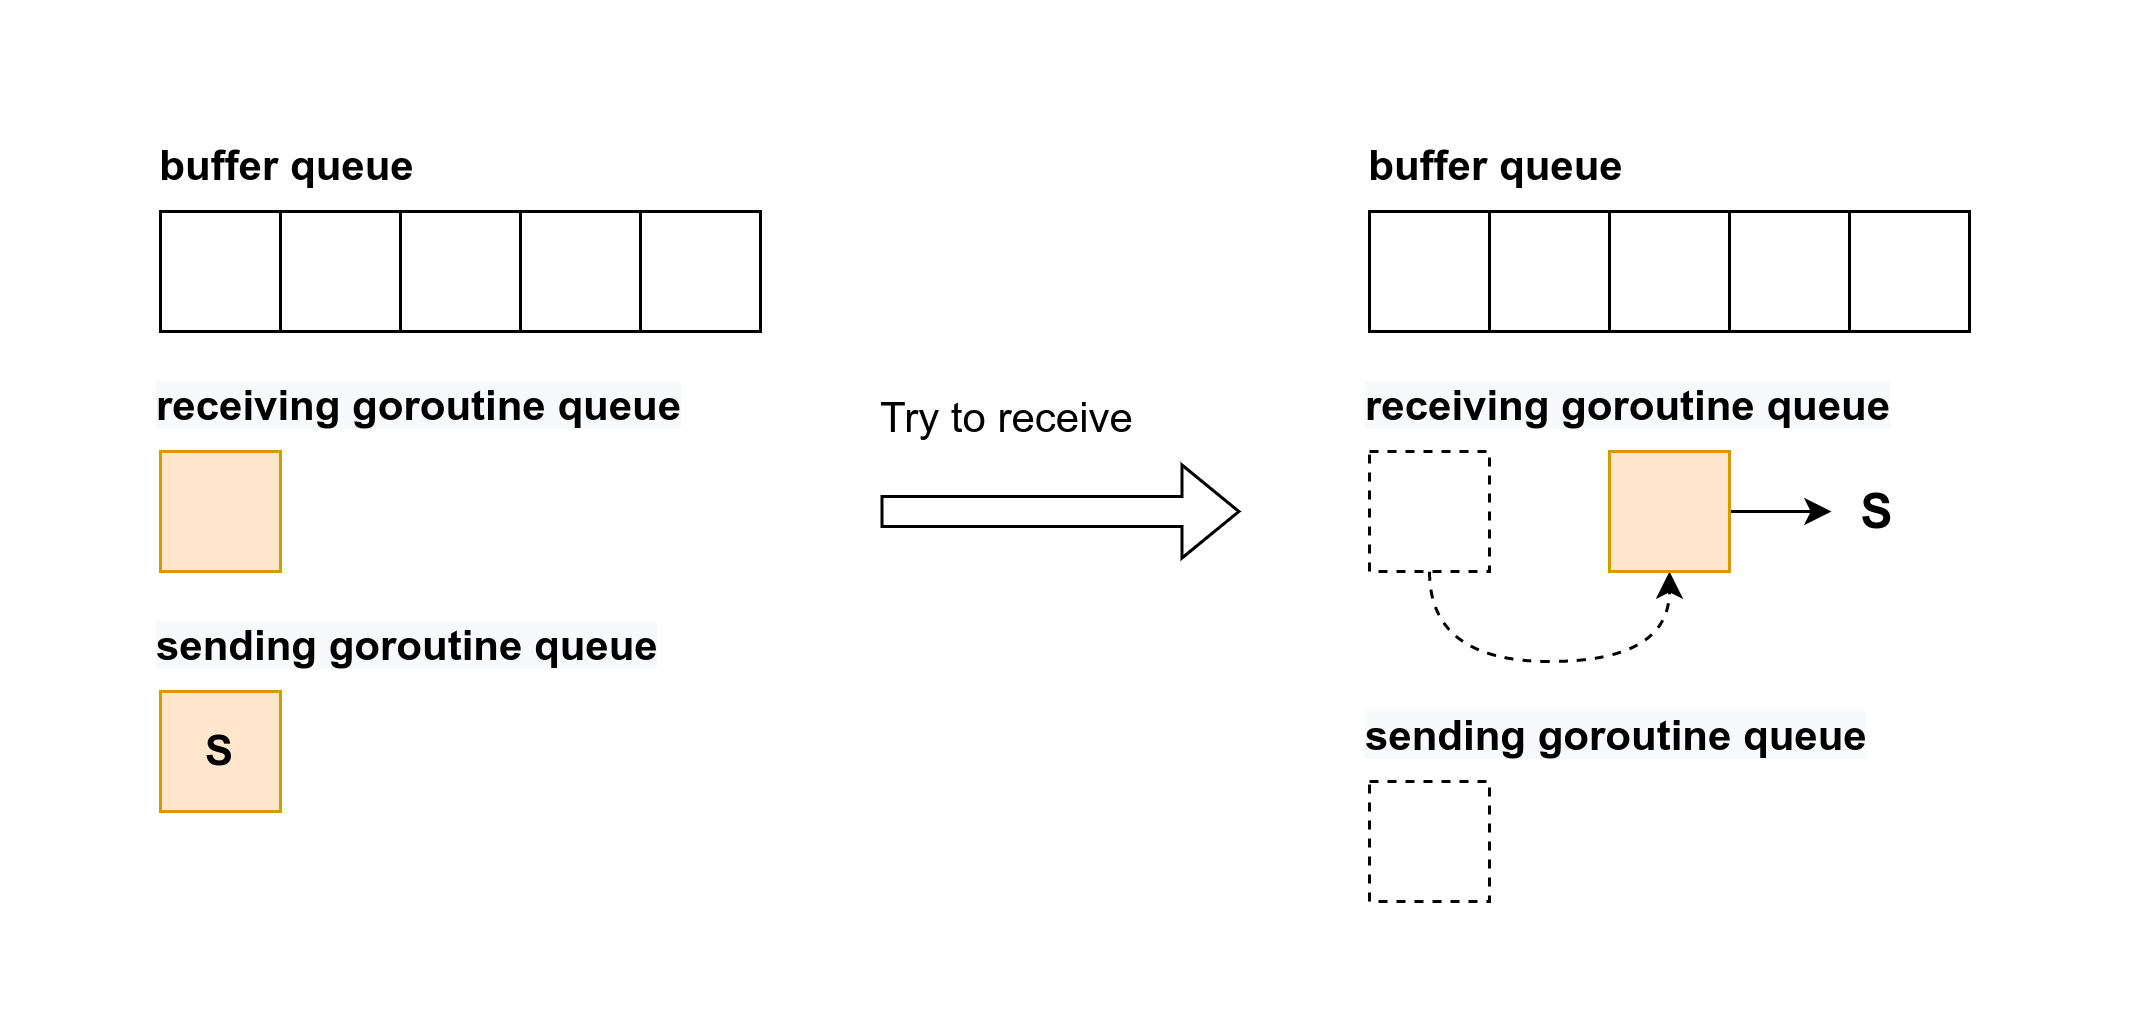 buffer queue
buffer queue
receiving goroutine queue
Try to receive
receiving goroutine queue
S
sending goroutine queue
S
sending goroutine queue